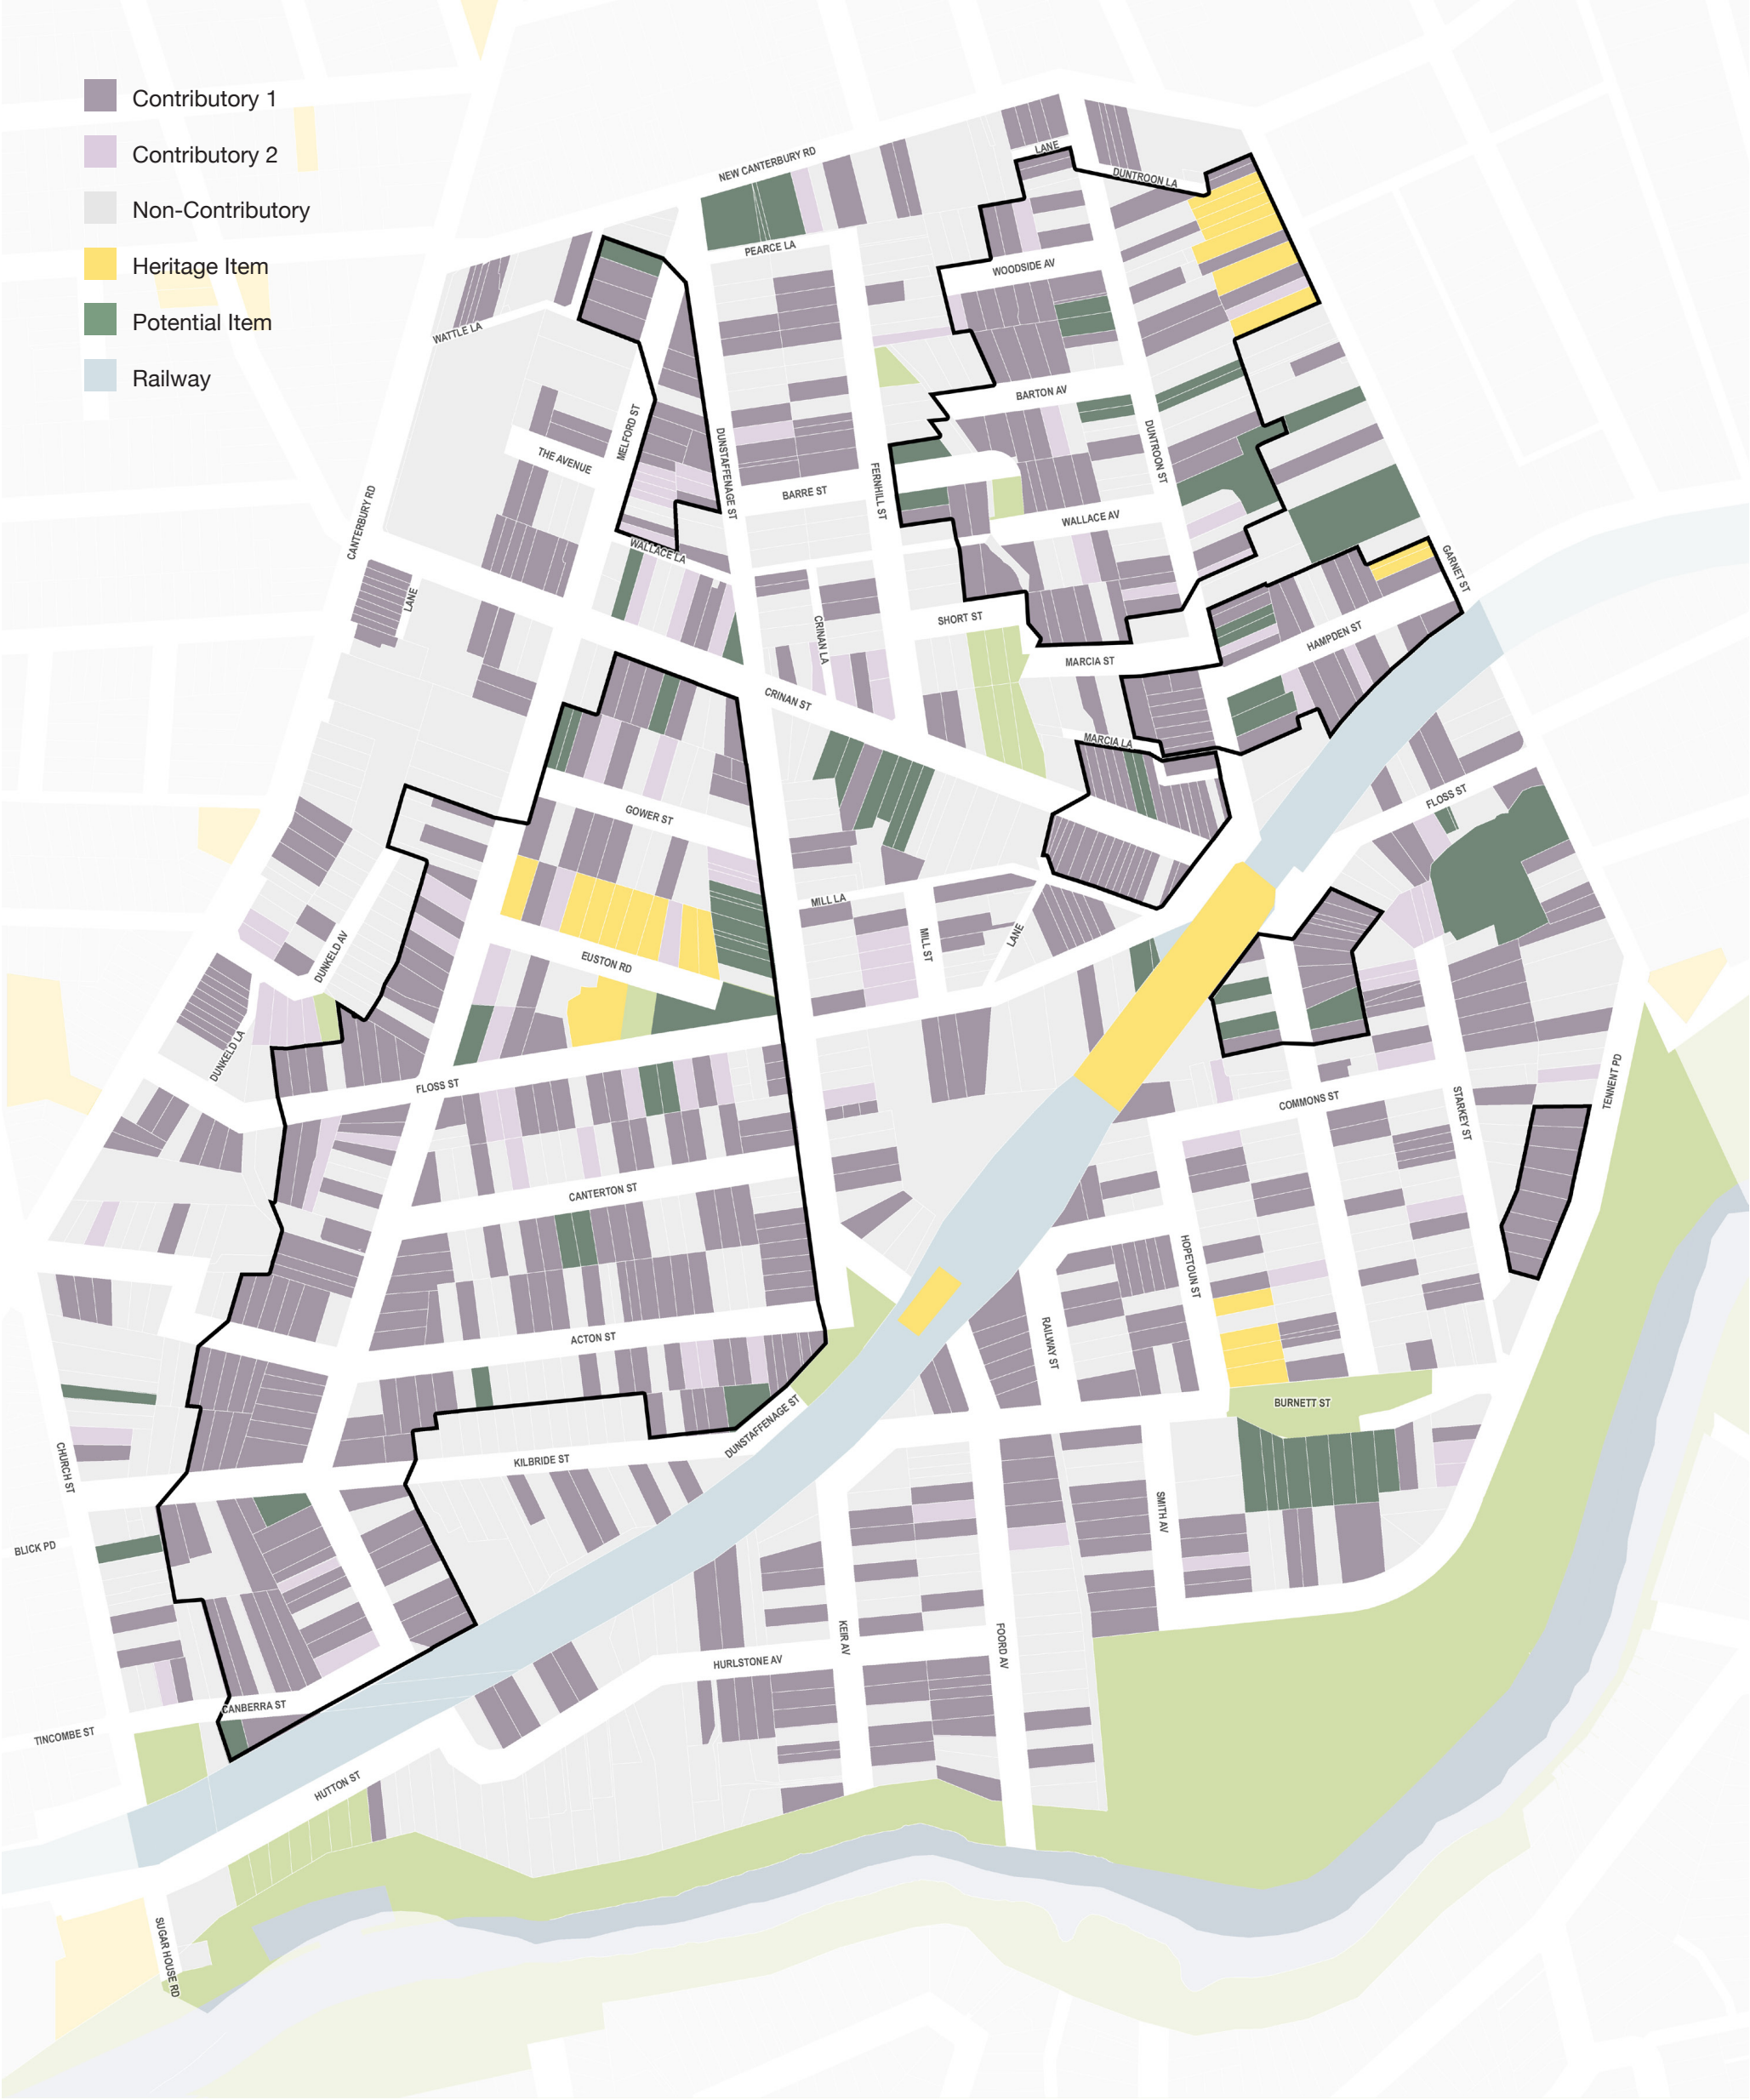 Contributory 1
Contributory 2
Non-Contributory
Heritage Item
Potential Item
Railway
NEW CANTERBURY RD
LANE
DUNTROON LA
PEARCE LA
WOODSIDE AV
WATTLE LA
BARTON AV
MELFORD ST
THE AVENUE
DUNSTAFFENAGE ST
DUNTROON ST
BARRE ST
FERNHILL ST
CANTERBURY RD
WALLACE AV
WALLACE LA
GARNET ST
LANE
SHORT ST
CRINAN LA
HAMPDEN ST
MARCIA ST
CRINAN ST
MARCIA LA
FLOSS ST
GOWER ST
MILL LA
MILL ST
LANE
DUNKELD AV
EUSTON RD
DUNKELD LA
FLOSS ST
TENNENT PD
COMMONS ST
STARKEY ST
CANTERTON ST
HOPETOUN ST
ACTON ST
RAILWAY ST
BURNETT ST
DUNSTAFFENAGE ST
CHURCH ST
KILBRIDE ST
SMITH AV
BLICK PD
KEIR AV
FOORD AV
HURLSTONE AV
CANBERRA ST
TINCOMBE ST
HUTTON ST
SUGAR HOUSE RD